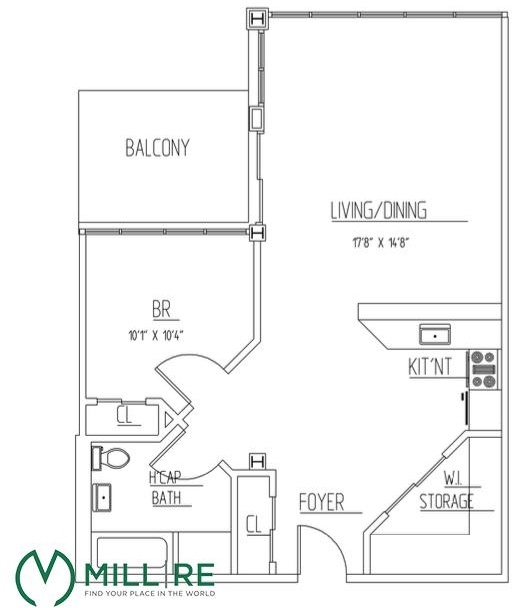 BALCONY
LIVING/DINING
17'8" X 14'8"
BR
10'1" X 10'4"
KIT'NT
CL
H'CAP
BATH
W.I.
STORAGE
FOYER
CL
MILL RE
FIND YOUR PLACE IN THE WORLD